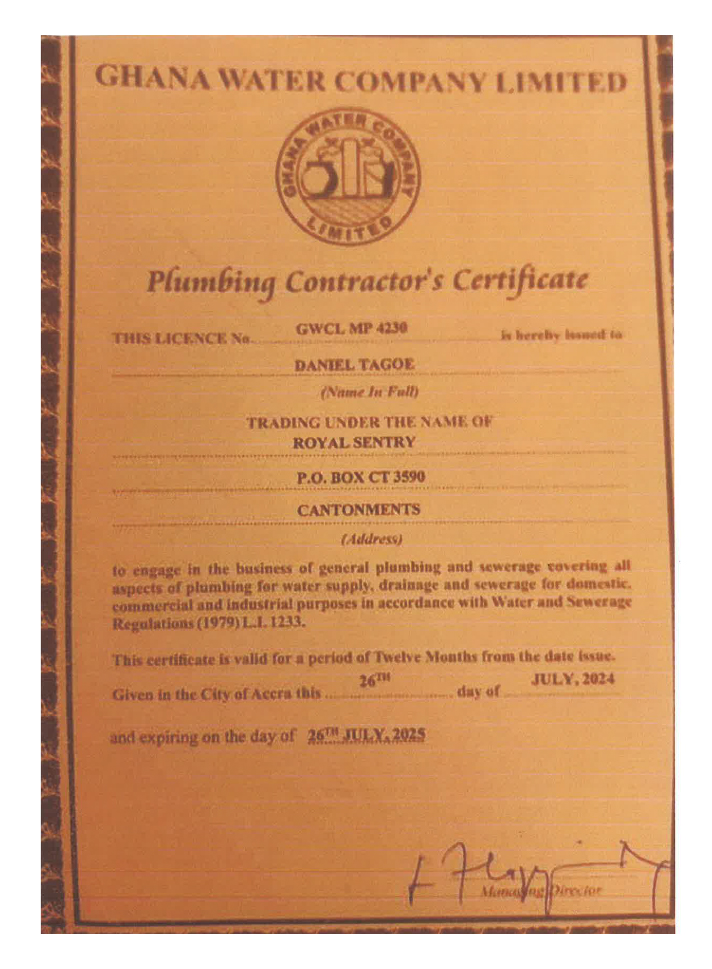 GHANA WATER COMPANY LIMITED
GHANA WATER COMPANY
LIMITED
Plumbing Contractor's Certificate
THIS LICENCE No. GWCL MP 4230 is hereby issued to
DANIEL TAGOE
(Name In Full)
TRADING UNDER THE NAME OF
ROYAL SENTRY
P.O. BOX CT 3590
CANTONMENTS
(Address)
to engage in the business of general plumbing and sewerage covering all
aspects of plumbing for water supply, drainage and sewerage for domestic,
commercial and industrial purposes in accordance with Water and Sewerage
Regulations (1979) L.I. 1233.
This certificate is valid for a period of Twelve Months from the date issue.
Given in the City of Accra this 26TH day of JULY, 2024
and expiring on the day of 26TH JULY, 2025
Managing Director